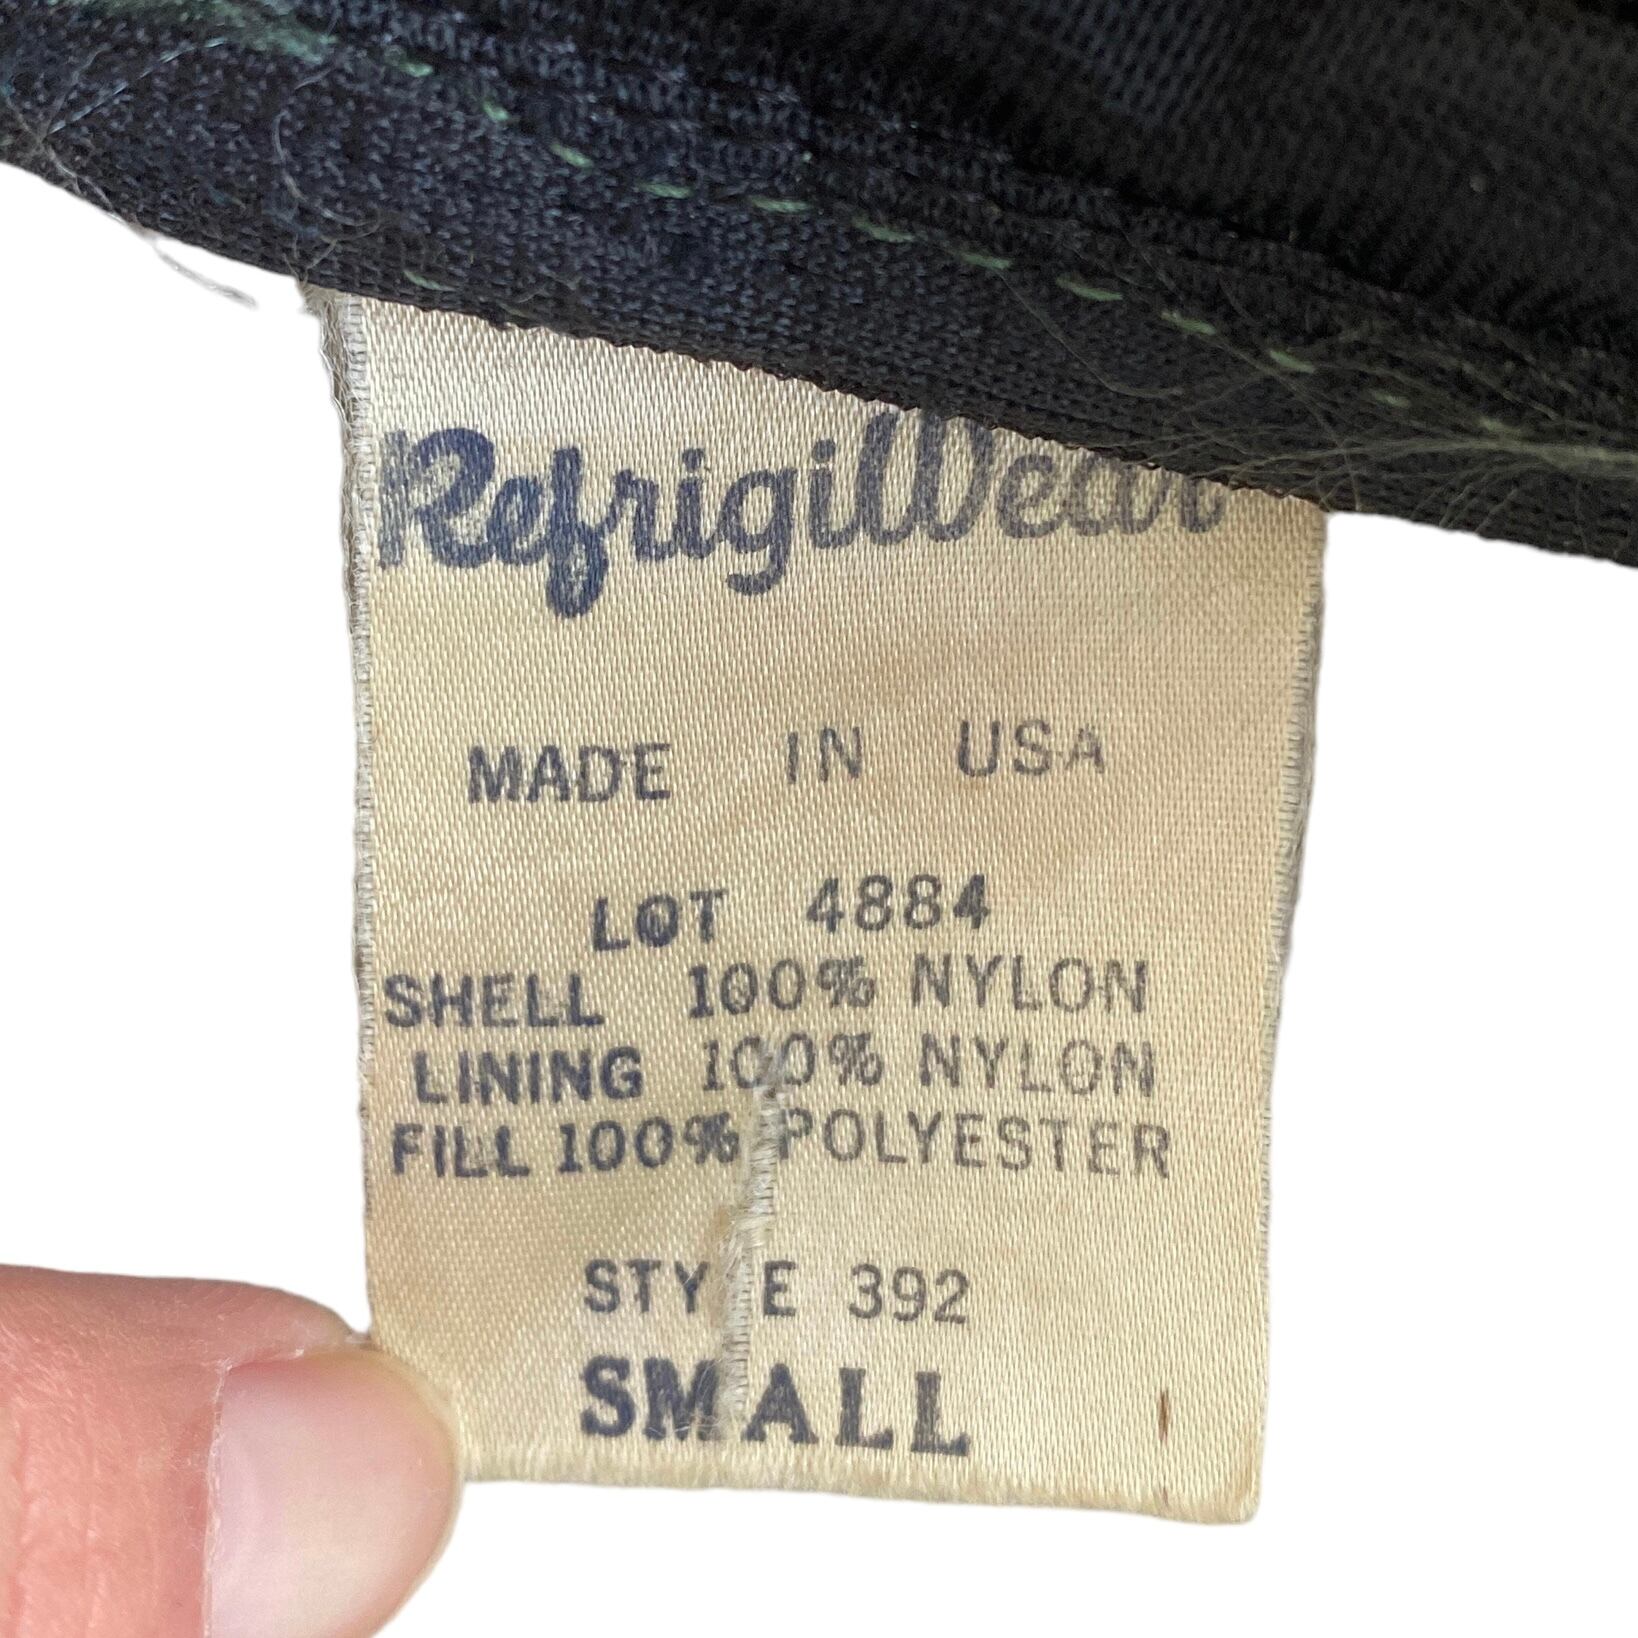 RefrigiWear
MADE IN USA
LOT 4884
SHELL 100% NYLON
LINING 100% NYLON
FILL 100% POLYESTER
STY E 392
SMALL